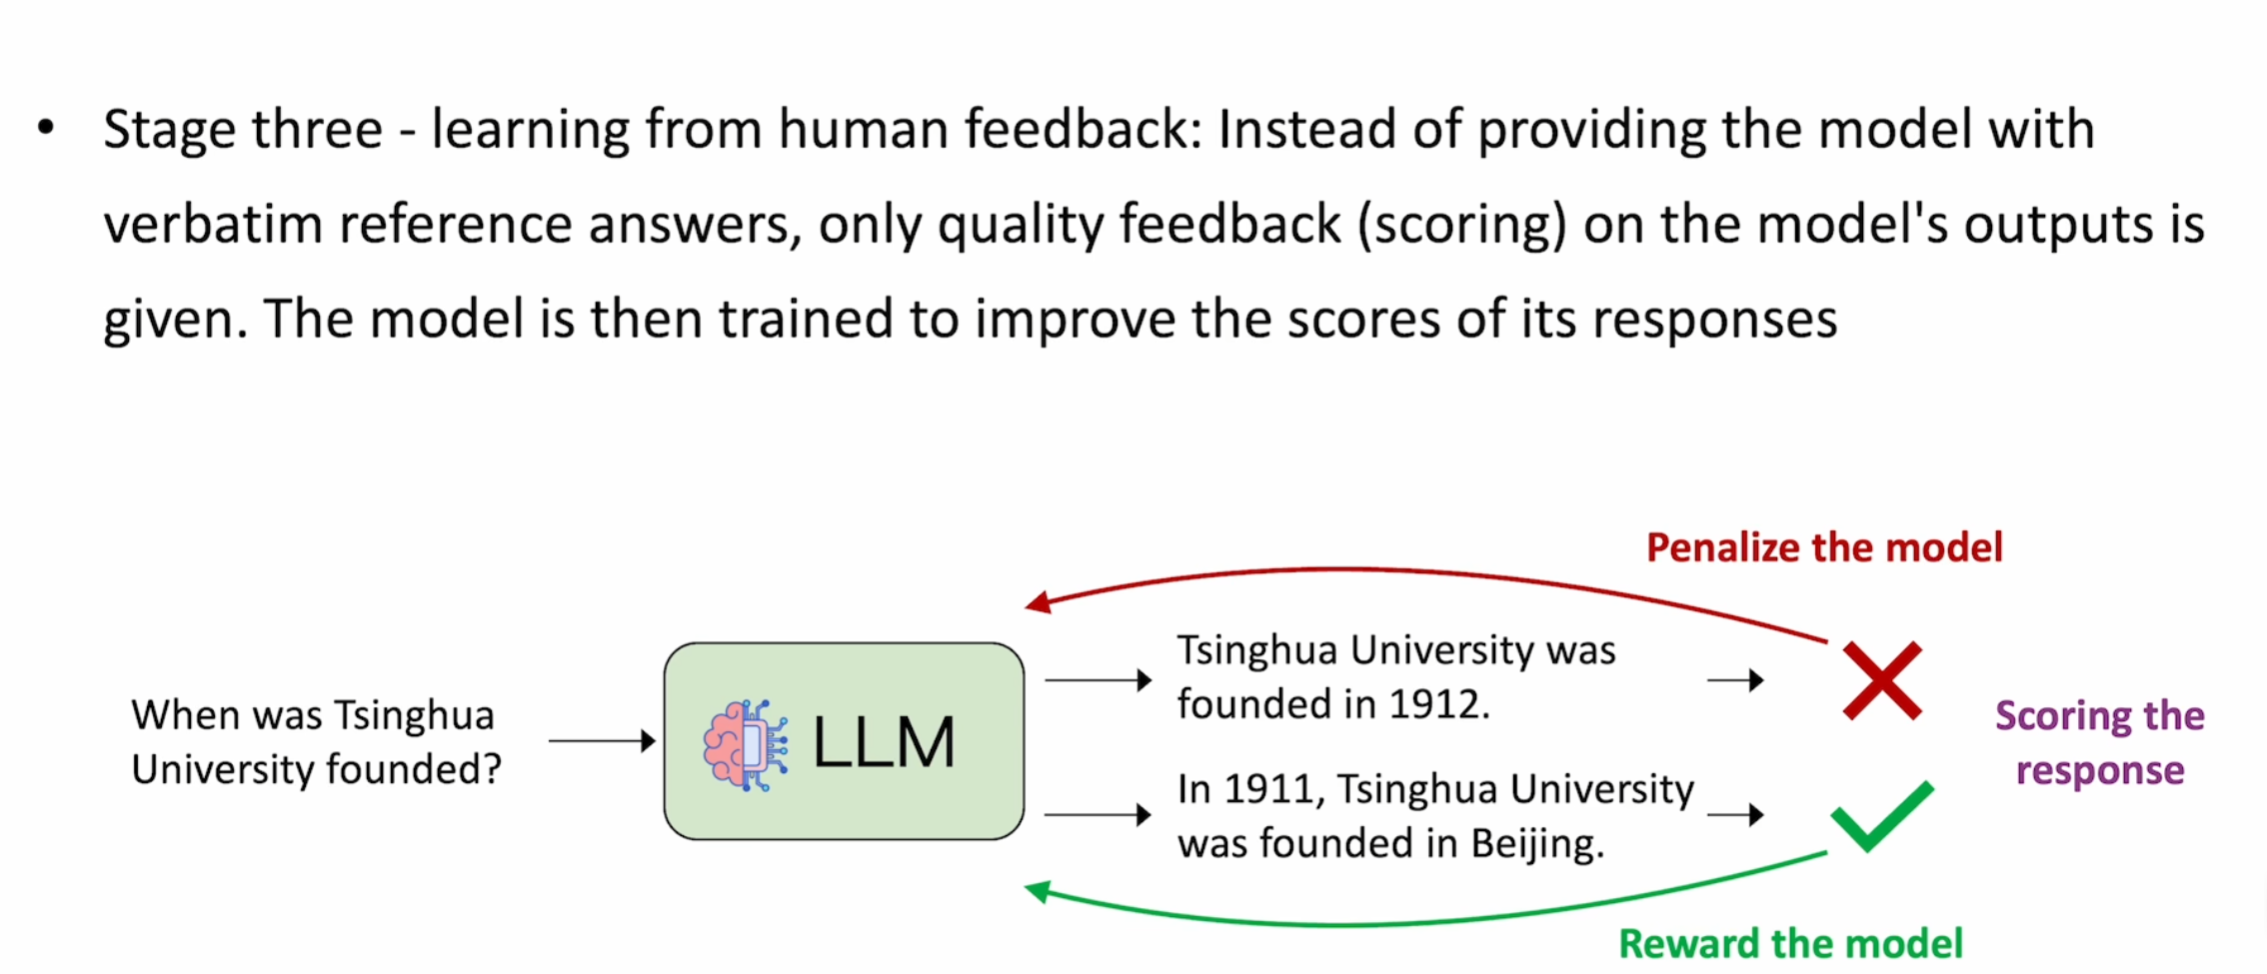 • Stage three - learning from human feedback: Instead of providing the model with
verbatim reference answers, only quality feedback (scoring) on the model's outputs is
given. The model is then trained to improve the scores of its responses
Penalize the model
When was Tsinghua
University founded?
LLM
Tsinghua University was
founded in 1912.
In 1911, Tsinghua University
was founded in Beijing.
Scoring the
response
Reward the model